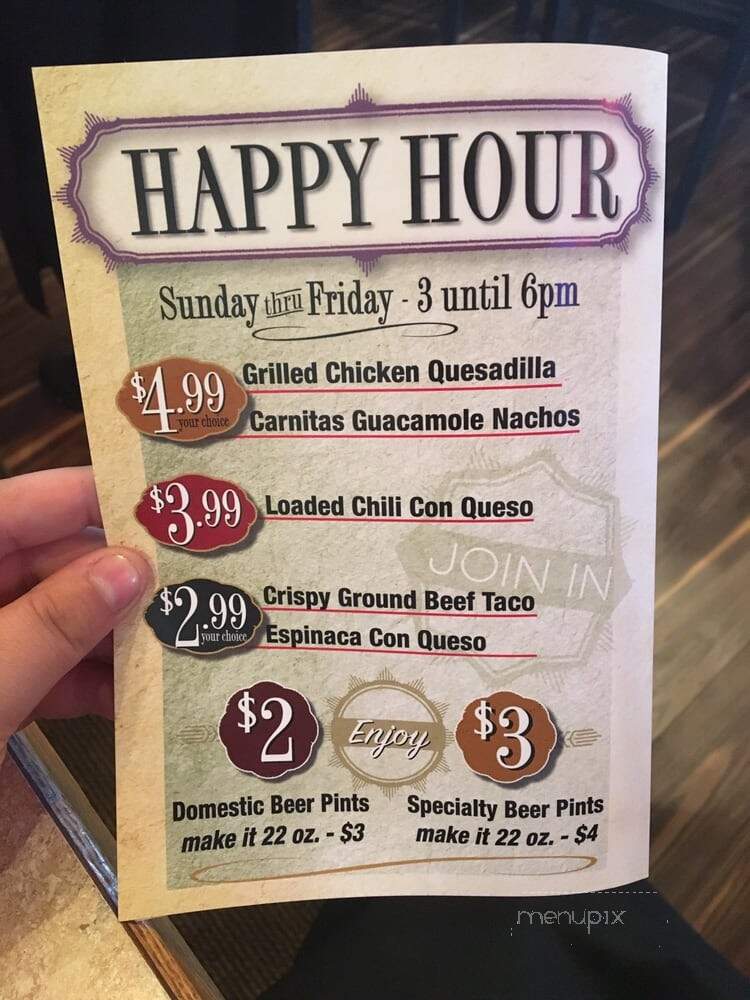 HAPPY HOUR
Sunday thru Friday - 3 until 6pm
$4.99 your choice
Grilled Chicken Quesadilla
Carnitas Guacamole Nachos
$3.99
Loaded Chili Con Queso
JOIN IN
$2.99 your choice
Crispy Ground Beef Taco
Espinaca Con Queso
$2 Enjoy $3
Domestic Beer Pints
make it 22 oz. - $3
Specialty Beer Pints
make it 22 oz. - $4
menupix